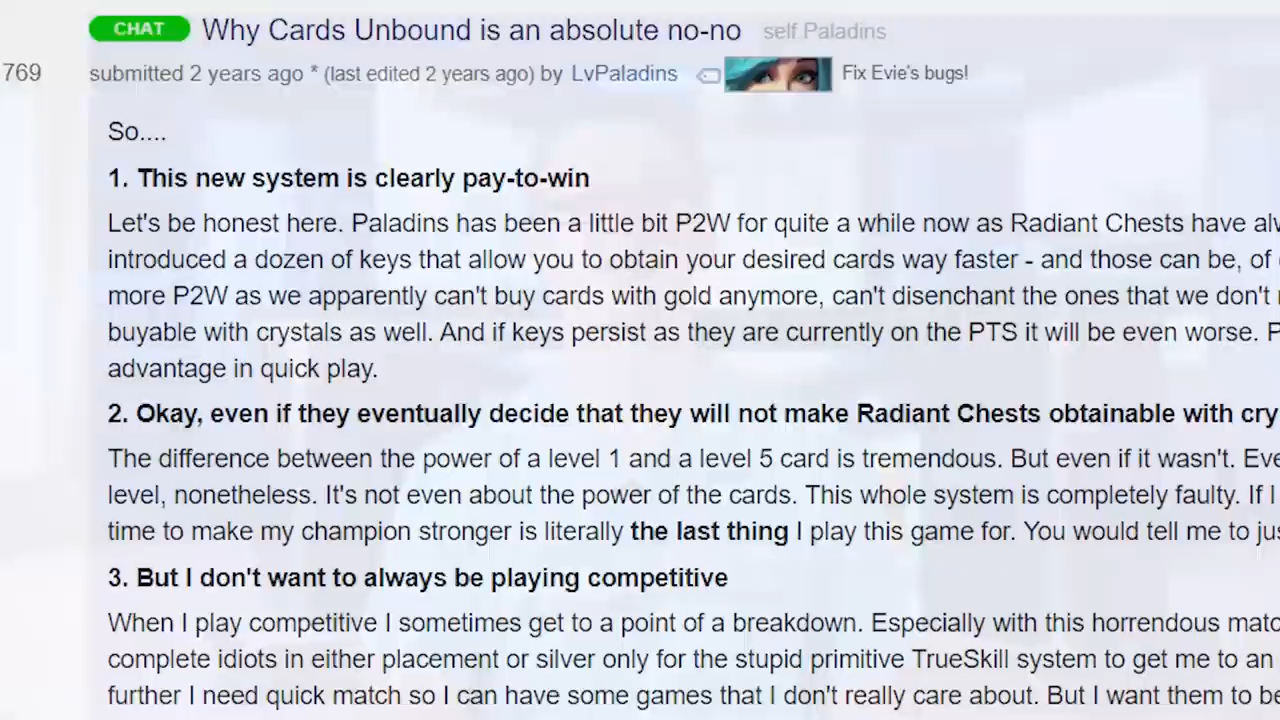 CHAT Why Cards Unbound is an absolute no-no self Paladins
769 submitted 2 years ago * (last edited 2 years ago) by LvPaladins Fix Evie's bugs!
So....
1. This new system is clearly pay-to-win
Let's be honest here. Paladins has been a little bit P2W for quite a while now as Radiant Chests have
introduced a dozen of keys that allow you to obtain your desired cards way faster - and those can be, of
more P2W as we apparently can't buy cards with gold anymore, can't disenchant the ones that we don't
buyable with crystals as well. And if keys persist as they are currently on the PTS it will be even worse.
advantage in quick play.
2. Okay, even if they eventually decide that they will not make Radiant Chests obtainable with
The difference between the power of a level 1 and a level 5 card is tremendous. But even if it wasn't.
level, nonetheless. It's not even about the power of the cards. This whole system is completely faulty. If I
time to make my champion stronger is literally the last thing I play this game for. You would tell me to
3. But I don't want to always be playing competitive
When I play competitive I sometimes get to a point of a breakdown. Especially with this horrendous
complete idiots in either placement or silver only for the stupid primitive TrueSkill system to get me to an
further I need quick match so I can have some games that I don't really care about. But I want them to